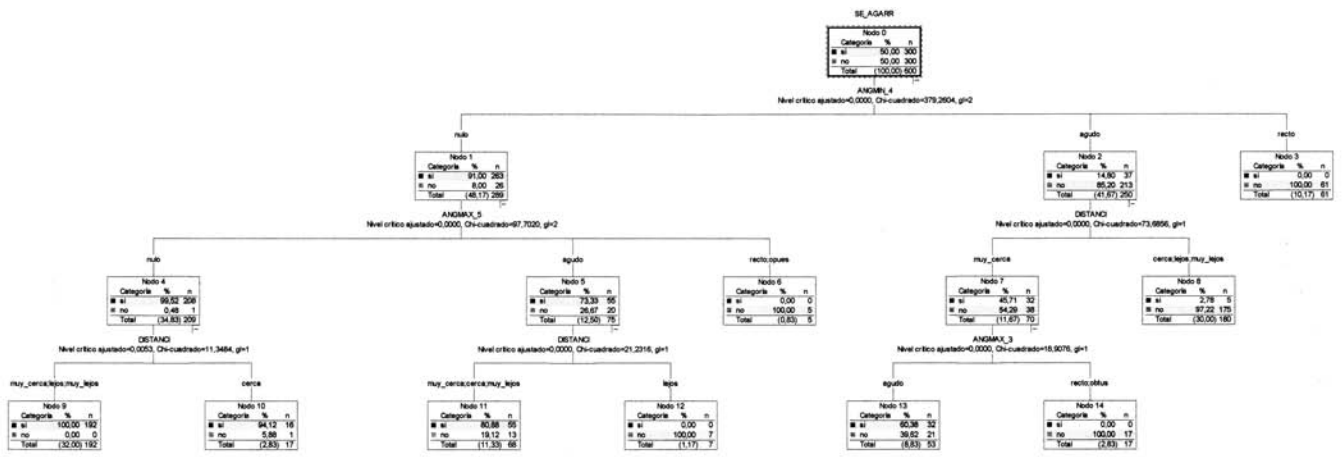 SE_AGARR
Nodo 0
Categoría % n
si 50,00 300
no 50,00 300
Total (100,00) 600
ANGMIN_4
Nivel crítico ajustado=0,0000, Chi-cuadrado=379,2604, gl=2
nulo
agudo
recto
Nodo 1
Categoría % n
si 91,00 263
no 8,00 26
Total (48,17) 289
Nodo 2
Categoría % n
si 14,80 37
no 85,20 213
Total (41,67) 250
Nodo 3
Categoría % n
si 0,00 0
no 100,00 61
Total (10,17) 61
ANGMAX_5
Nivel crítico ajustado=0,0000, Chi-cuadrado=97,7020, gl=2
DISTANCI
Nivel crítico ajustado=0,0000, Chi-cuadrado=73,6856, gl=1
nulo
agudo
recto;opues
muy_cerca
cerca;lejos;muy_lejos
Nodo 4
Categoría % n
si 99,52 208
no 0,48 1
Total (34,83) 209
Nodo 5
Categoría % n
si 73,33 55
no 26,67 20
Total (12,50) 75
Nodo 6
Categoría % n
si 0,00 0
no 100,00 5
Total (0,83) 5
Nodo 7
Categoría % n
si 45,71 32
no 54,29 38
Total (11,67) 70
Nodo 8
Categoría % n
si 2,78 5
no 97,22 175
Total (30,00) 180
DISTANCI
Nivel crítico ajustado=0,0053, Chi-cuadrado=11,3484, gl=1
DISTANCI
Nivel crítico ajustado=0,0000, Chi-cuadrado=21,2316, gl=1
ANGMAX_3
Nivel crítico ajustado=0,0000, Chi-cuadrado=18,9076, gl=1
muy_cerca;lejos;muy_lejos
cerca
muy_cerca;cerca;muy_lejos
lejos
agudo
recto;obtus
Nodo 9
Categoría % n
si 100,00 192
no 0,00 0
Total (32,00) 192
Nodo 10
Categoría % n
si 94,12 16
no 5,88 1
Total (2,83) 17
Nodo 11
Categoría % n
si 80,88 55
no 19,12 13
Total (11,33) 68
Nodo 12
Categoría % n
si 0,00 0
no 100,00 7
Total (1,17) 7
Nodo 13
Categoría % n
si 60,38 32
no 39,62 21
Total (8,83) 53
Nodo 14
Categoría % n
si 0,00 0
no 100,00 17
Total (2,83) 17